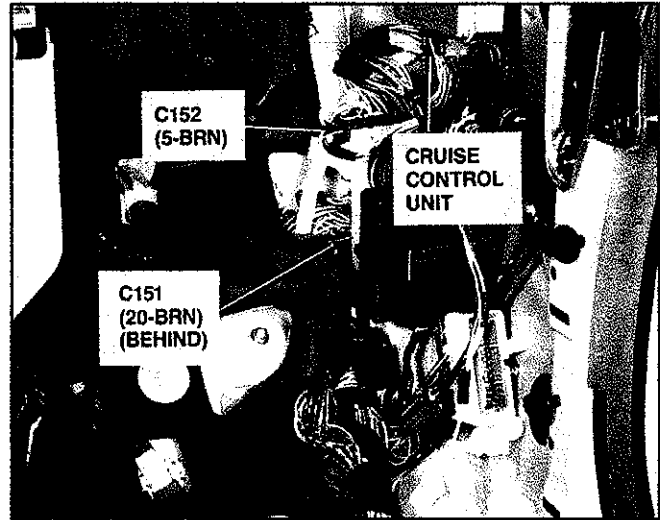 C152
(5-BRN)
CRUISE
CONTROL
UNIT
C151
(20-BRN)
(BEHIND)